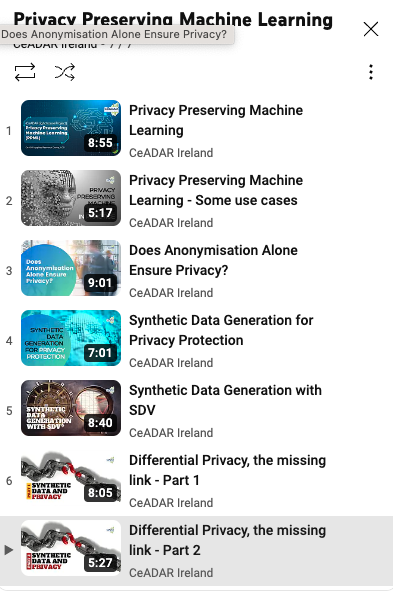 Privacy Preserving Machine Learning
Does Anonymisation Alone Ensure Privacy?
CeADAR Ireland - 7 / 7
1
8:55
Privacy Preserving Machine
Learning
CeADAR Ireland
2
PRIVACY
PRESERVING
5:17
Privacy Preserving Machine
Learning - Some use cases
CeADAR Ireland
3
Does
Anonymisation
Alone Ensure
Privacy?
9:01
Does Anonymisation Alone
Ensure Privacy?
CeADAR Ireland
4
SYNTHETIC
DATA
GENERATION
FOR PRIVACY
PROTECTION
7:01
Synthetic Data Generation for
Privacy Protection
CeADAR Ireland
5
SYNTHETIC
DATA
GENERATION
WITH SDV
8:40
Synthetic Data Generation with
SDV
CeADAR Ireland
6
SYNTHETIC
DATA AND
PRIVACY
8:05
Differential Privacy, the missing
link - Part 1
CeADAR Ireland
SYNTHETIC
DATA AND
PRIVACY
5:27
Differential Privacy, the missing
link - Part 2
CeADAR Ireland